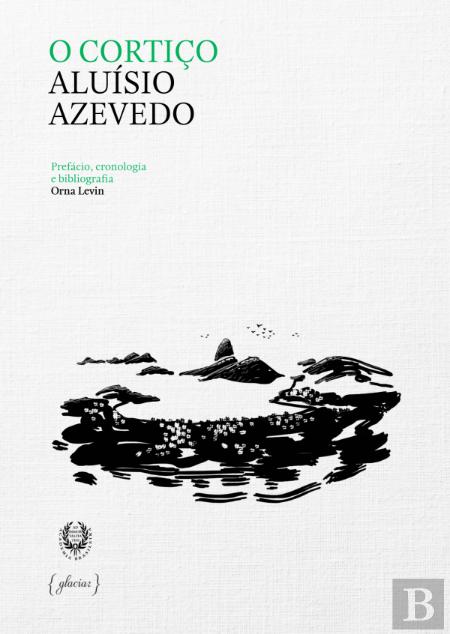 O CORTIÇO
ALUÍSIO
AZEVEDO
Prefácio, cronologia
e bibliografia
Orna Levin
{ glaciar }
B